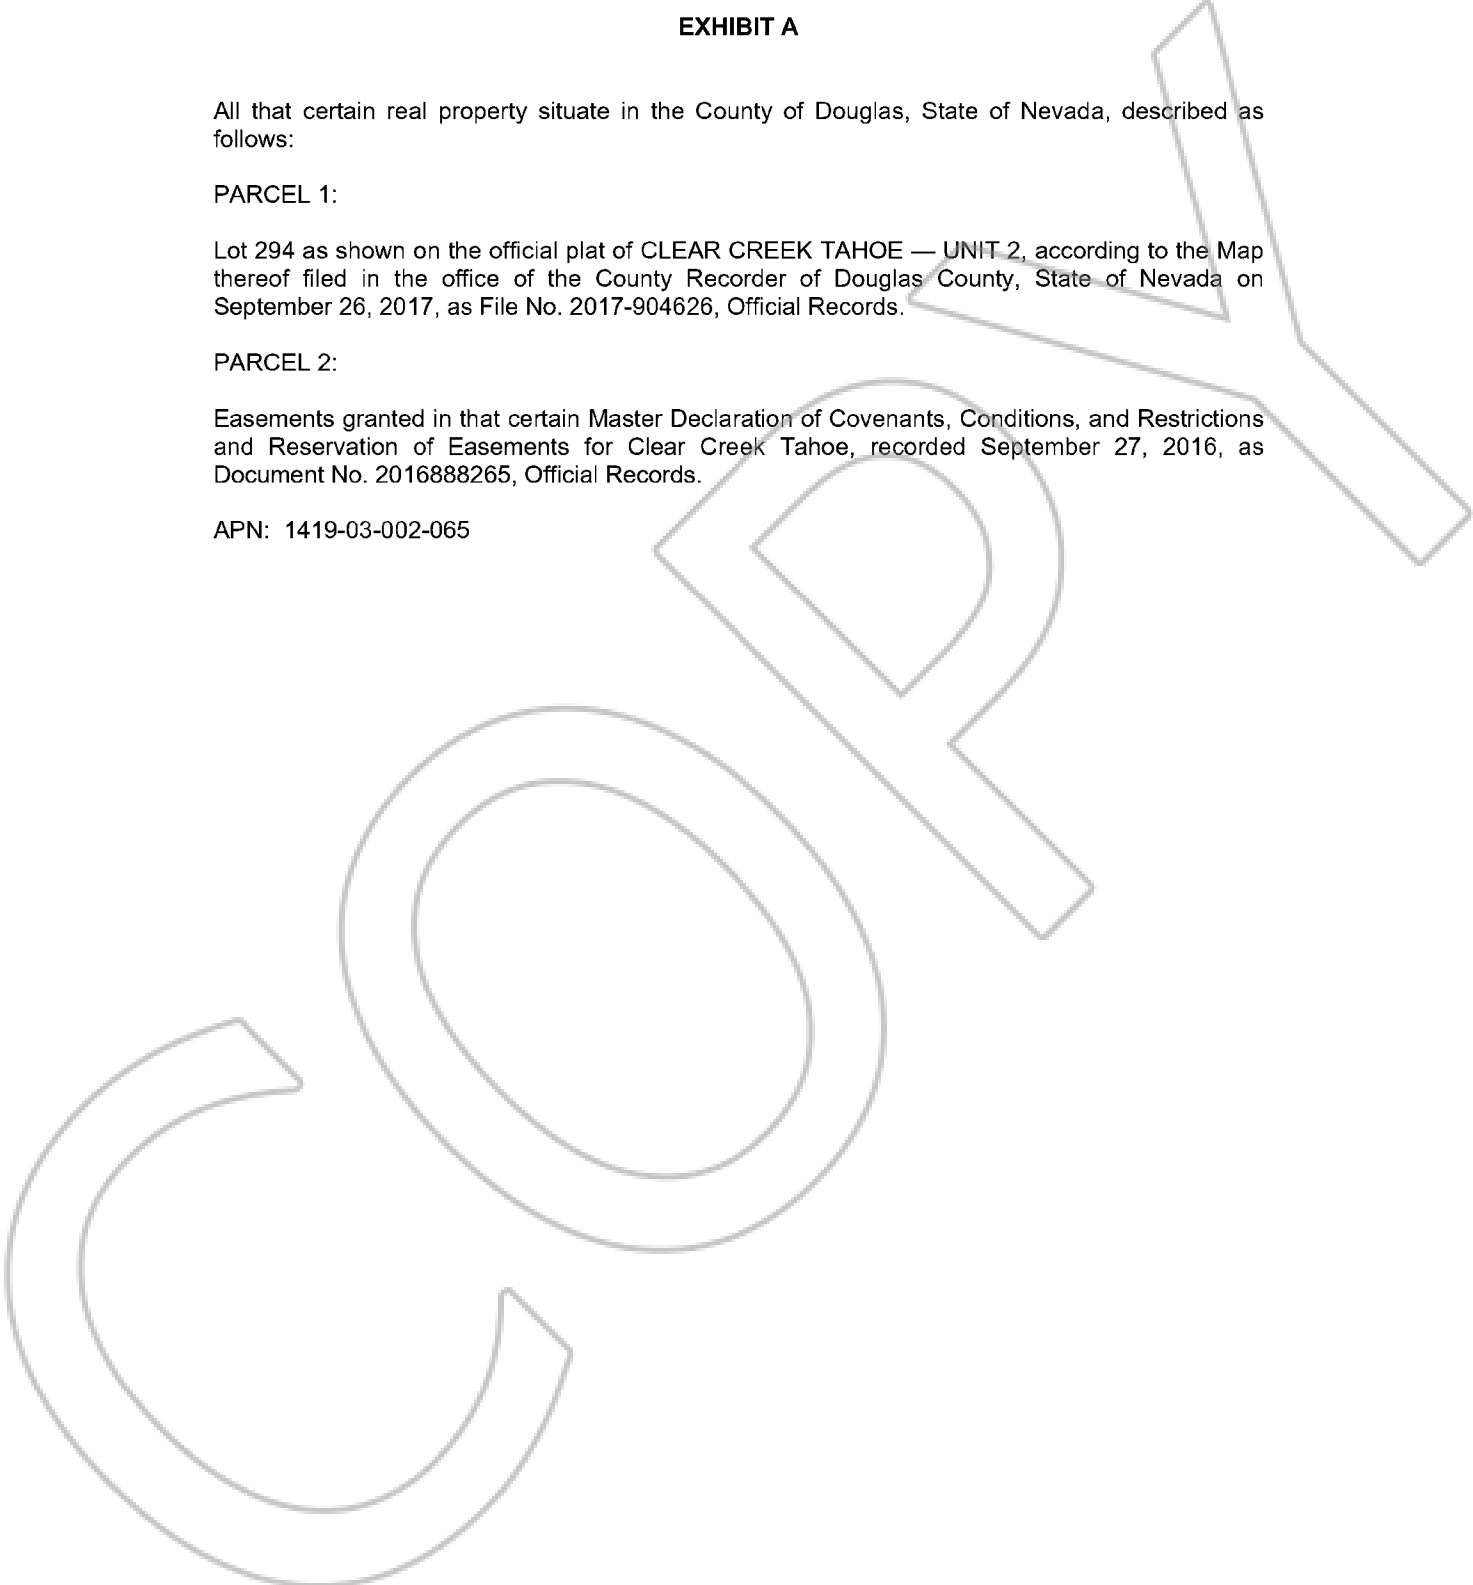 EXHIBIT A
All that certain real property situate in the County of Douglas, State of Nevada, described as
follows:
PARCEL 1:
Lot 294 as shown on the official plat of CLEAR CREEK TAHOE — UNIT 2, according to the Map
thereof filed in the office of the County Recorder of Douglas County, State of Nevada on
September 26, 2017, as File No. 2017-904626, Official Records.
PARCEL 2:
Easements granted in that certain Master Declaration of Covenants, Conditions, and Restrictions
and Reservation of Easements for Clear Creek Tahoe, recorded September 27, 2016, as
Document No. 2016888265, Official Records.
APN: 1419-03-002-065
COPY